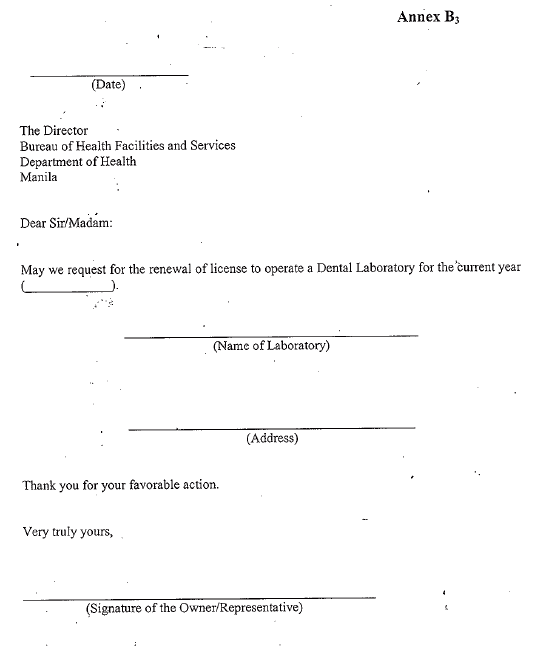 Annex B3
(Date)
The Director
Bureau of Health Facilities and Services
Department of Health
Manila
Dear Sir/Madam:
May we request for the renewal of license to operate a Dental Laboratory for the current year
(____________).
(Name of Laboratory)
(Address)
Thank you for your favorable action.
Very truly yours,
(Signature of the Owner/Representative)